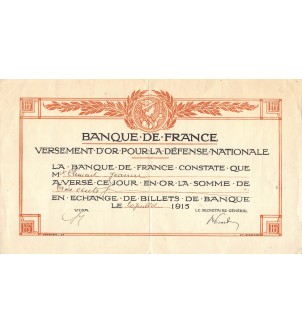 BANQUE·DE·FRANCE
VERSEMENT D'OR·POUR·LA·DÉFENSE·NATIONALE
LA·BANQUE·DE·FRANCE·CONSTATE·QUE
M
A·VERSÉ·CE·JOUR·EN·OR·LA·SOMME·DE
EN·ÉCHANGE·DE·BILLETS·DE·BANQUE
LE juillet 1915
VISA. LE SECRÉTAIRE GÉNÉRAL